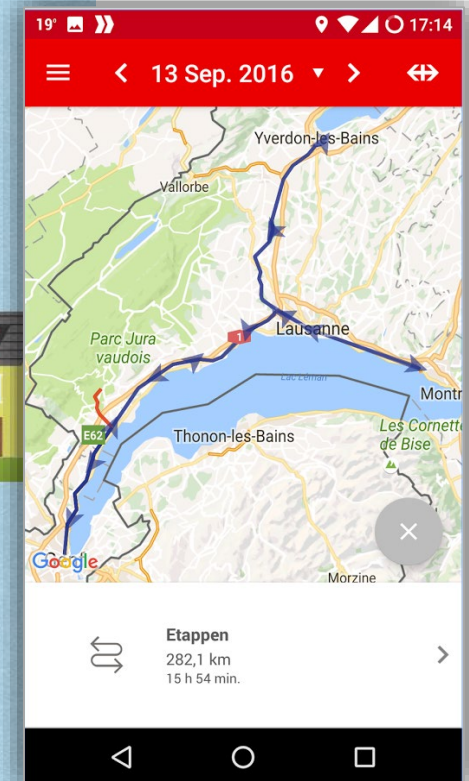 19° 17:14
13 Sep. 2016
Yverdon-les-Bains
Vallorbe
1
Lausanne
Parc Jura
vaudois
Lac Léman
Montr
E62
Thonon-les-Bains
Les Cornette
de Bise
Google
Morzine
Etappen
282,1 km
15 h 54 min.